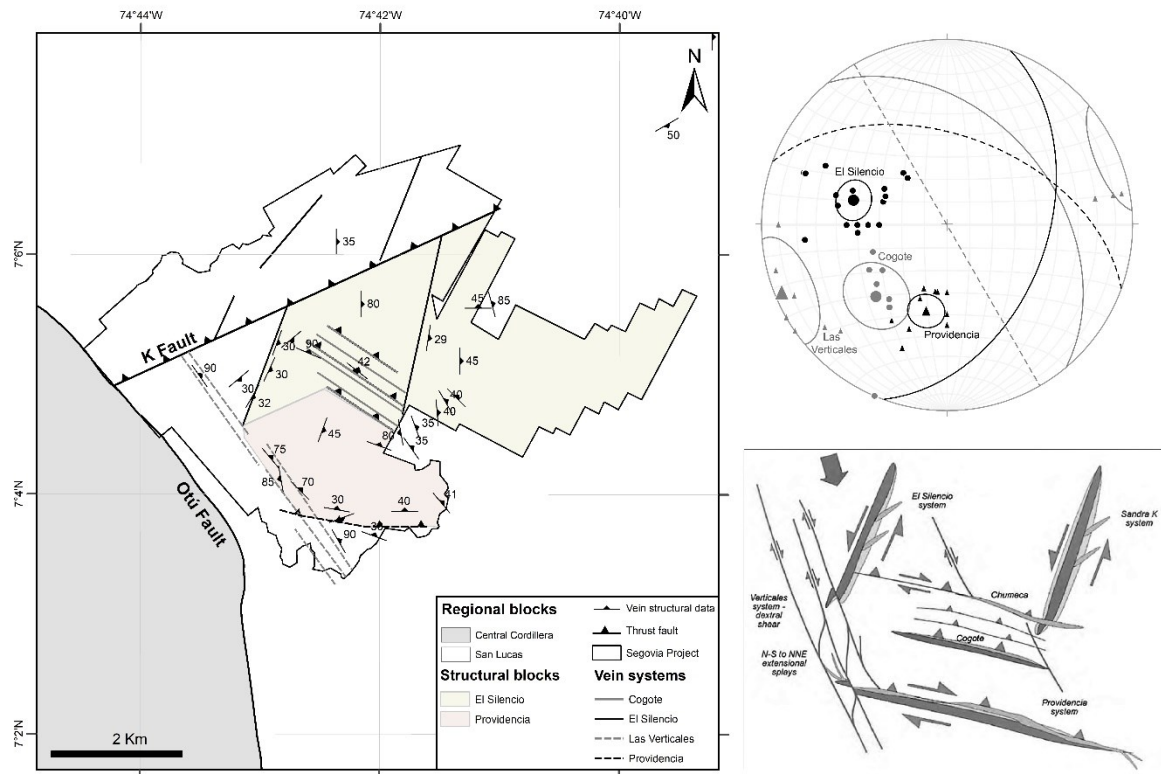 74°44'W
74°42'W
74°40'W
7°6'N
7°4'N
7°2'N
N
50
35
80
45
85
K Fault
90
30
90
42
29
45
30
30
32
40
40
35
35
45
80
75
85
70
30
40
41
90
Otú Fault
2 Km
Regional blocks
Central Cordillera
San Lucas
Structural blocks
El Silencio
Providencia
Vein structural data
Thrust fault
Segovia Project
Vein systems
Cogote
El Silencio
Las Verticales
Providencia
El Silencio
Cogote
Las
Verticales
Providencia
El Silencio
system
Sandra K
system
Verticales
system -
dextral
shear
Chumeca
Cogote
N-S to NNE
extensional
splays
Providencia
system